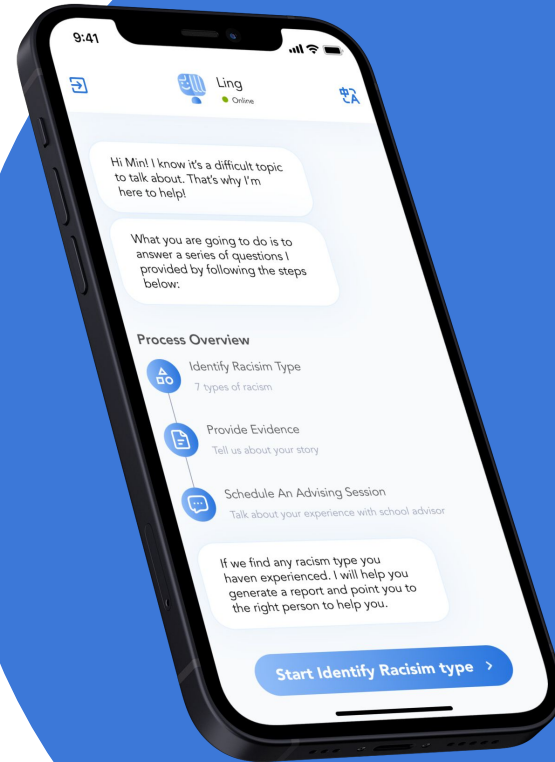 9:41
Ling
Online
中
A
Hi Min! I know it's a difficult topic
to talk about. That's why I'm
here to help!
What you are going to do is to
answer a series of questions I
provided by following the steps
below:
Process Overview
Identify Racisim Type
7 types of racism
Provide Evidence
Tell us about your story
Schedule An Advising Session
Talk about your experience with school advisor
If we find any racism type you
haven experienced. I will help you
generate a report and point you to
the right person to help you.
Start Identify Racisim type